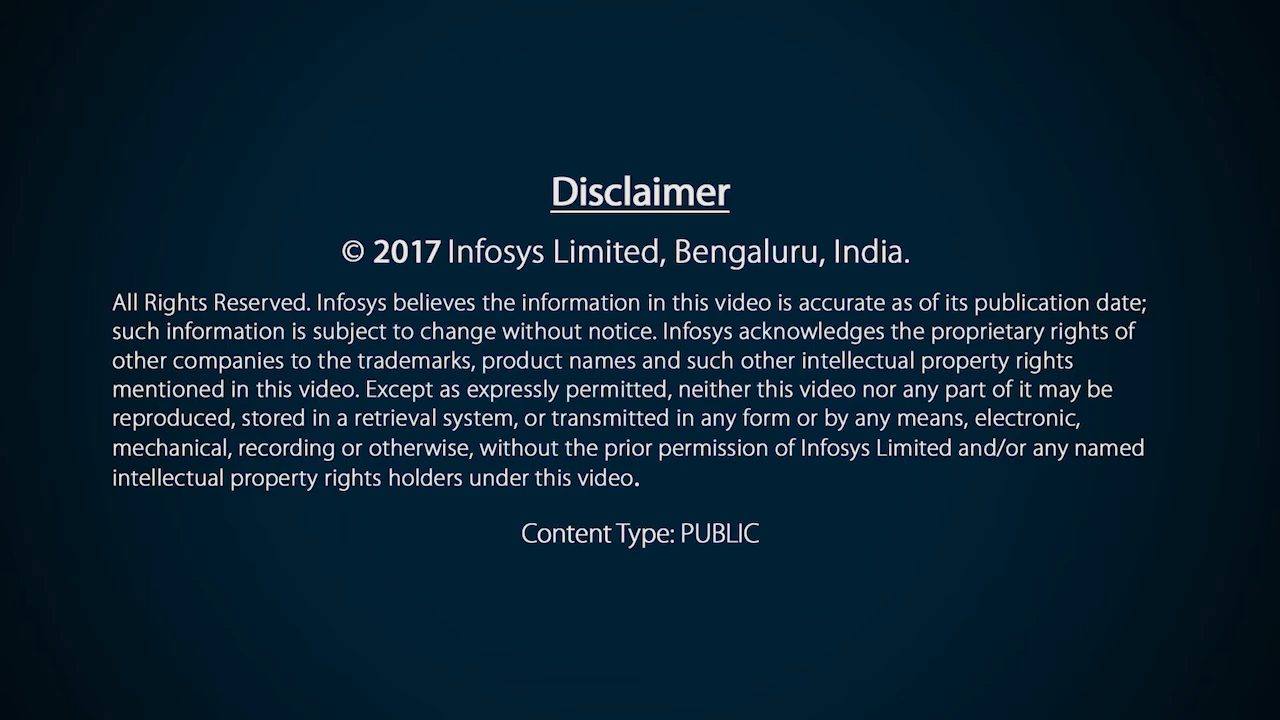 Disclaimer
© 2017 Infosys Limited, Bengaluru, India.
All Rights Reserved. Infosys believes the information in this video is accurate as of its publication date;
such information is subject to change without notice. Infosys acknowledges the proprietary rights of
other companies to the trademarks, product names and such other intellectual property rights
mentioned in this video. Except as expressly permitted, neither this video nor any part of it may be
reproduced, stored in a retrieval system, or transmitted in any form or by any means, electronic,
mechanical, recording or otherwise, without the prior permission of Infosys Limited and/or any named
intellectual property rights holders under this video.
Content Type: PUBLIC